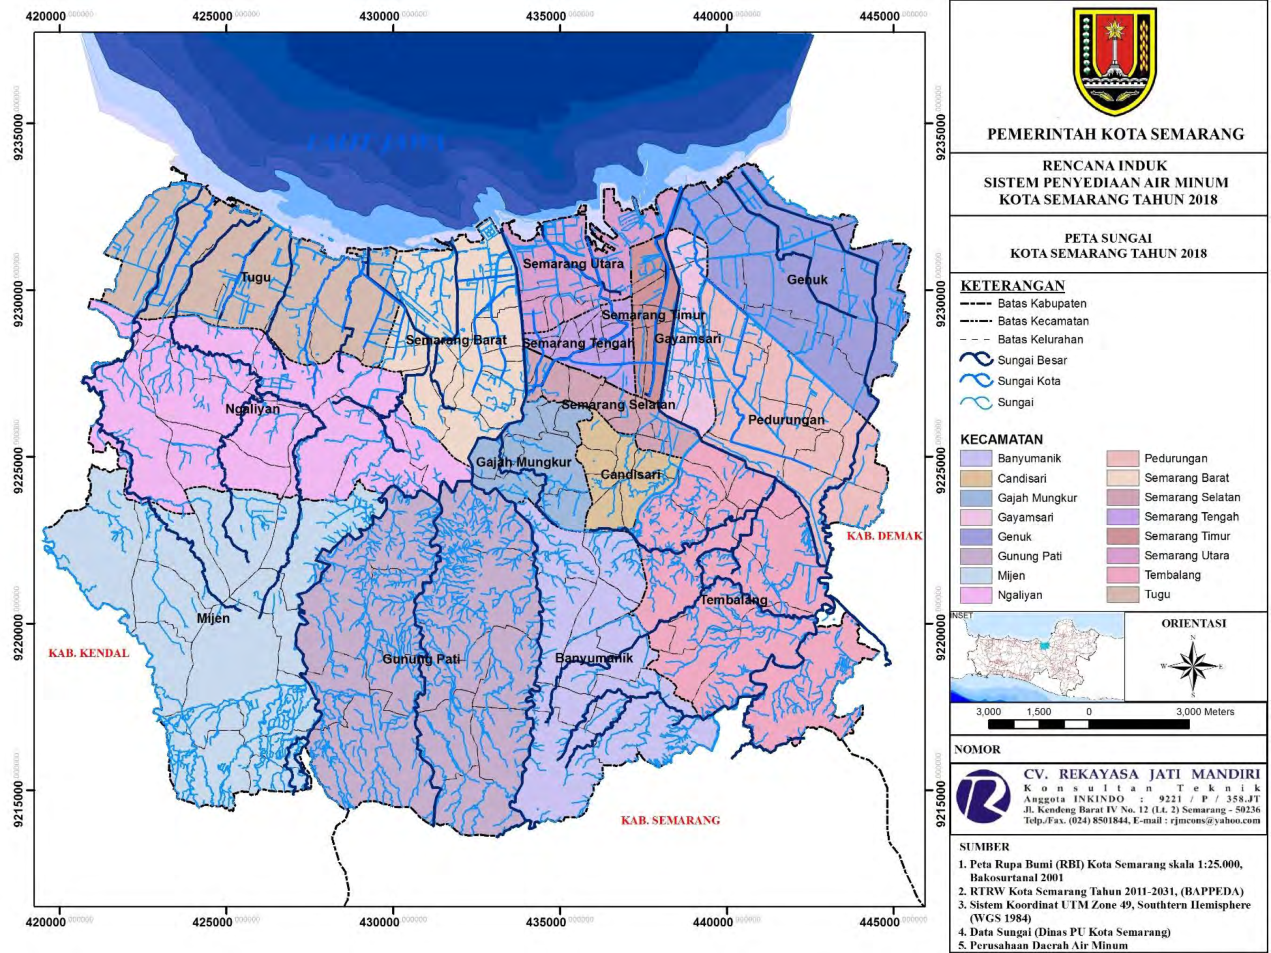 420000 425000 430000 435000 440000 445000
9235000
9230000
9225000
9220000
9215000
9235000
9230000
9225000
9220000
9215000
LAUT JAWA
Tugu
Semarang Utara
Genuk
Semarang Timur
Semarang Barat
Semarang Tengah
Gayamsari
Ngaliyan
Semarang Selatan
Pedurungan
Gajah Mungkur
Candisari
KAB. DEMAK
Tembalang
Mijen
KAB. KENDAL
Gunung Pati
Banyumanik
KAB. SEMARANG
420000 425000 430000 435000 440000 445000
PEMERINTAH KOTA SEMARANG
RENCANA INDUK
SISTEM PENYEDIAAN AIR MINUM
KOTA SEMARANG TAHUN 2018
PETA SUNGAI
KOTA SEMARANG TAHUN 2018
KETERANGAN
Batas Kabupaten
Batas Kecamatan
Batas Kelurahan
Sungai Besar
Sungai Kota
Sungai
KECAMATAN
Banyumanik
Candisari
Gajah Mungkur
Gayamsari
Genuk
Gunung Pati
Mijen
Ngaliyan
Pedurungan
Semarang Barat
Semarang Selatan
Semarang Tengah
Semarang Timur
Semarang Utara
Tembalang
Tugu
INSET
ORIENTASI
N
W E
S
3,000 1,500 0 3,000 Meters
NOMOR
CV. REKAYASA JATI MANDIRI
Konsultan Teknik
Anggota INKINDO : 9221 / P / 358.JT
Jl. Kendeng Barat IV No. 12 (Lt. 2) Semarang - 50236
Telp./Fax. (024) 8501844, E-mail : rjmcons@yahoo.com
SUMBER
1. Peta Rupa Bumi (RBI) Kota Semarang skala 1:25.000,
Bakosurtanal 2001
2. RTRW Kota Semarang Tahun 2011-2031, (BAPPEDA)
3. Sistem Koordinat UTM Zone 49, Southtern Hemisphere
(WGS 1984)
4. Data Sungai (Dinas PU Kota Semarang)
5. Perusahaan Daerah Air Minum